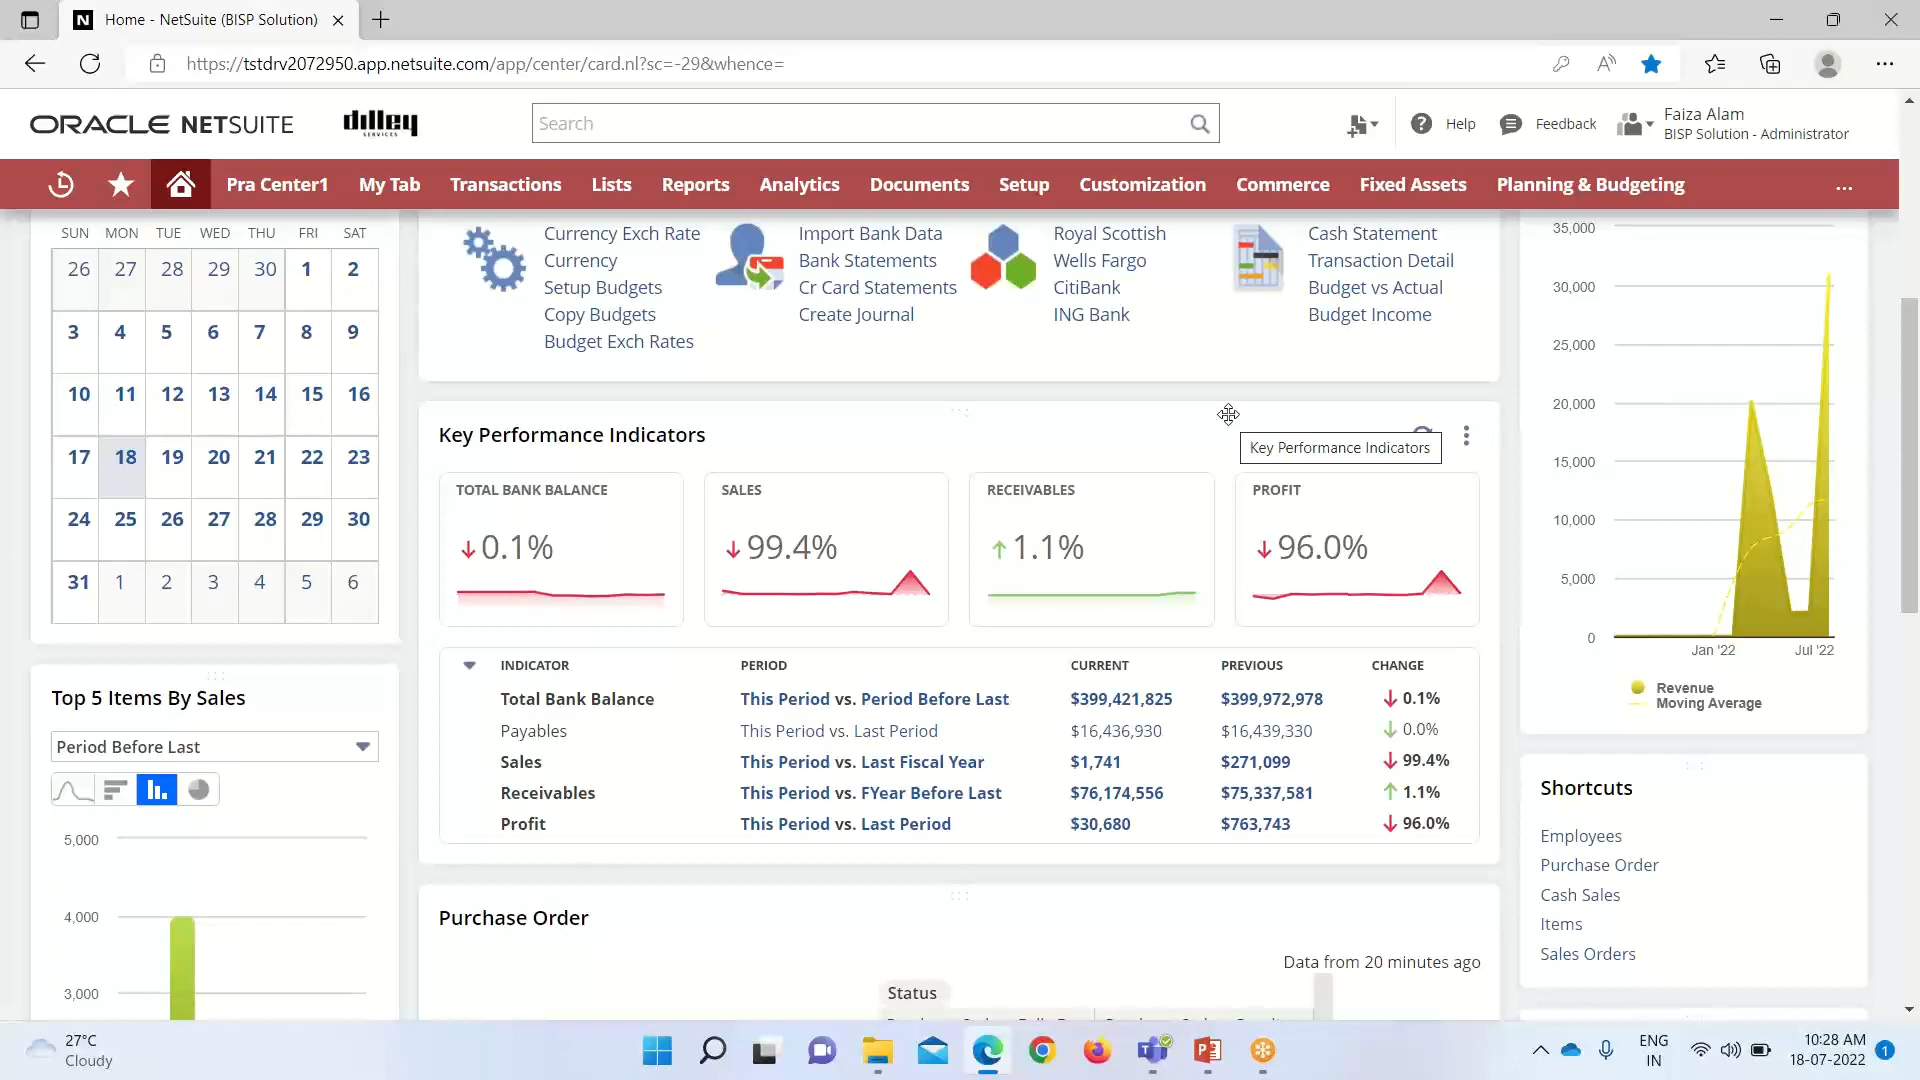 Home - NetSuite (BISP Solution)
https://tstdrv2072950.app.netsuite.com/app/center/card.nl?sc=-29&whence=
ORACLE NETSUITE
dilley
SERVICES
Search
Help
Feedback
Faiza Alam
BISP Solution - Administrator
Pra Center1
My Tab
Transactions
Lists
Reports
Analytics
Documents
Setup
Customization
Commerce
Fixed Assets
Planning & Budgeting
SUN MON TUE WED THU FRI SAT
26 27 28 29 30 1 2
3 4 5 6 7 8 9
10 11 12 13 14 15 16
17 18 19 20 21 22 23
24 25 26 27 28 29 30
31 1 2 3 4 5 6
Top 5 Items By Sales
Period Before Last
5,000
4,000
3,000
Currency Exch Rate
Currency
Setup Budgets
Copy Budgets
Budget Exch Rates
Import Bank Data
Bank Statements
Cr Card Statements
Create Journal
Royal Scottish
Wells Fargo
CitiBank
ING Bank
Cash Statement
Transaction Detail
Budget vs Actual
Budget Income
Key Performance Indicators
Key Performance Indicators
TOTAL BANK BALANCE
0.1%
SALES
99.4%
RECEIVABLES
1.1%
PROFIT
96.0%
INDICATOR PERIOD CURRENT PREVIOUS CHANGE
Total Bank Balance This Period vs. Period Before Last $399,421,825 $399,972,978 0.1%
Payables This Period vs. Last Period $16,436,930 $16,439,330 0.0%
Sales This Period vs. Last Fiscal Year $1,741 $271,099 99.4%
Receivables This Period vs. FYear Before Last $76,174,556 $75,337,581 1.1%
Profit This Period vs. Last Period $30,680 $763,743 96.0%
Purchase Order
Data from 20 minutes ago
Status
35,000
30,000
25,000
20,000
15,000
10,000
5,000
0
Jan '22 Jul '22
Revenue
Moving Average
Shortcuts
Employees
Purchase Order
Cash Sales
Items
Sales Orders
27°C
Cloudy
ENG
IN
10:28 AM
18-07-2022
1